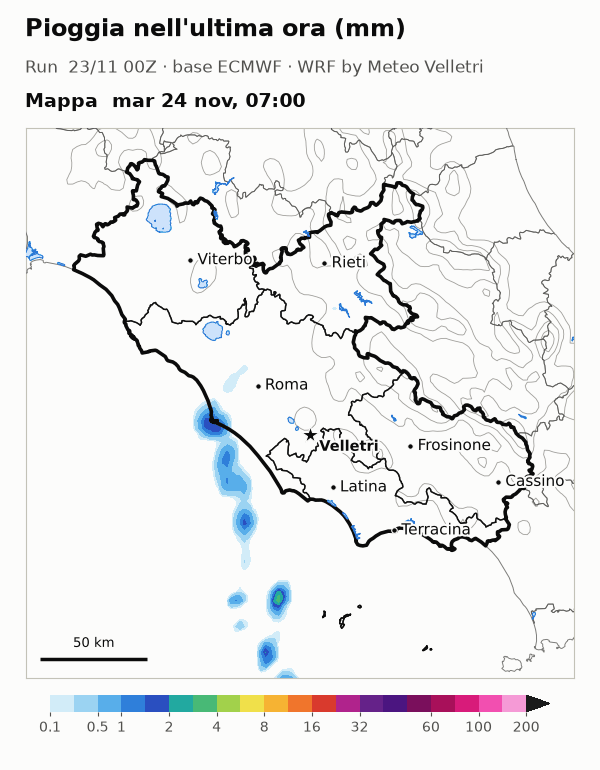 Pioggia nell'ultima ora (mm)
Run  23/11 00Z · base ECMWF · WRF by Meteo Velletri
Mappa  mar 24 nov, 07:00
Viterbo
Rieti
Roma
Velletri
Frosinone
Cassino
Latina
Terracina
50 km
0.1 0.5 1 2 4 8 16 32 60 100 200